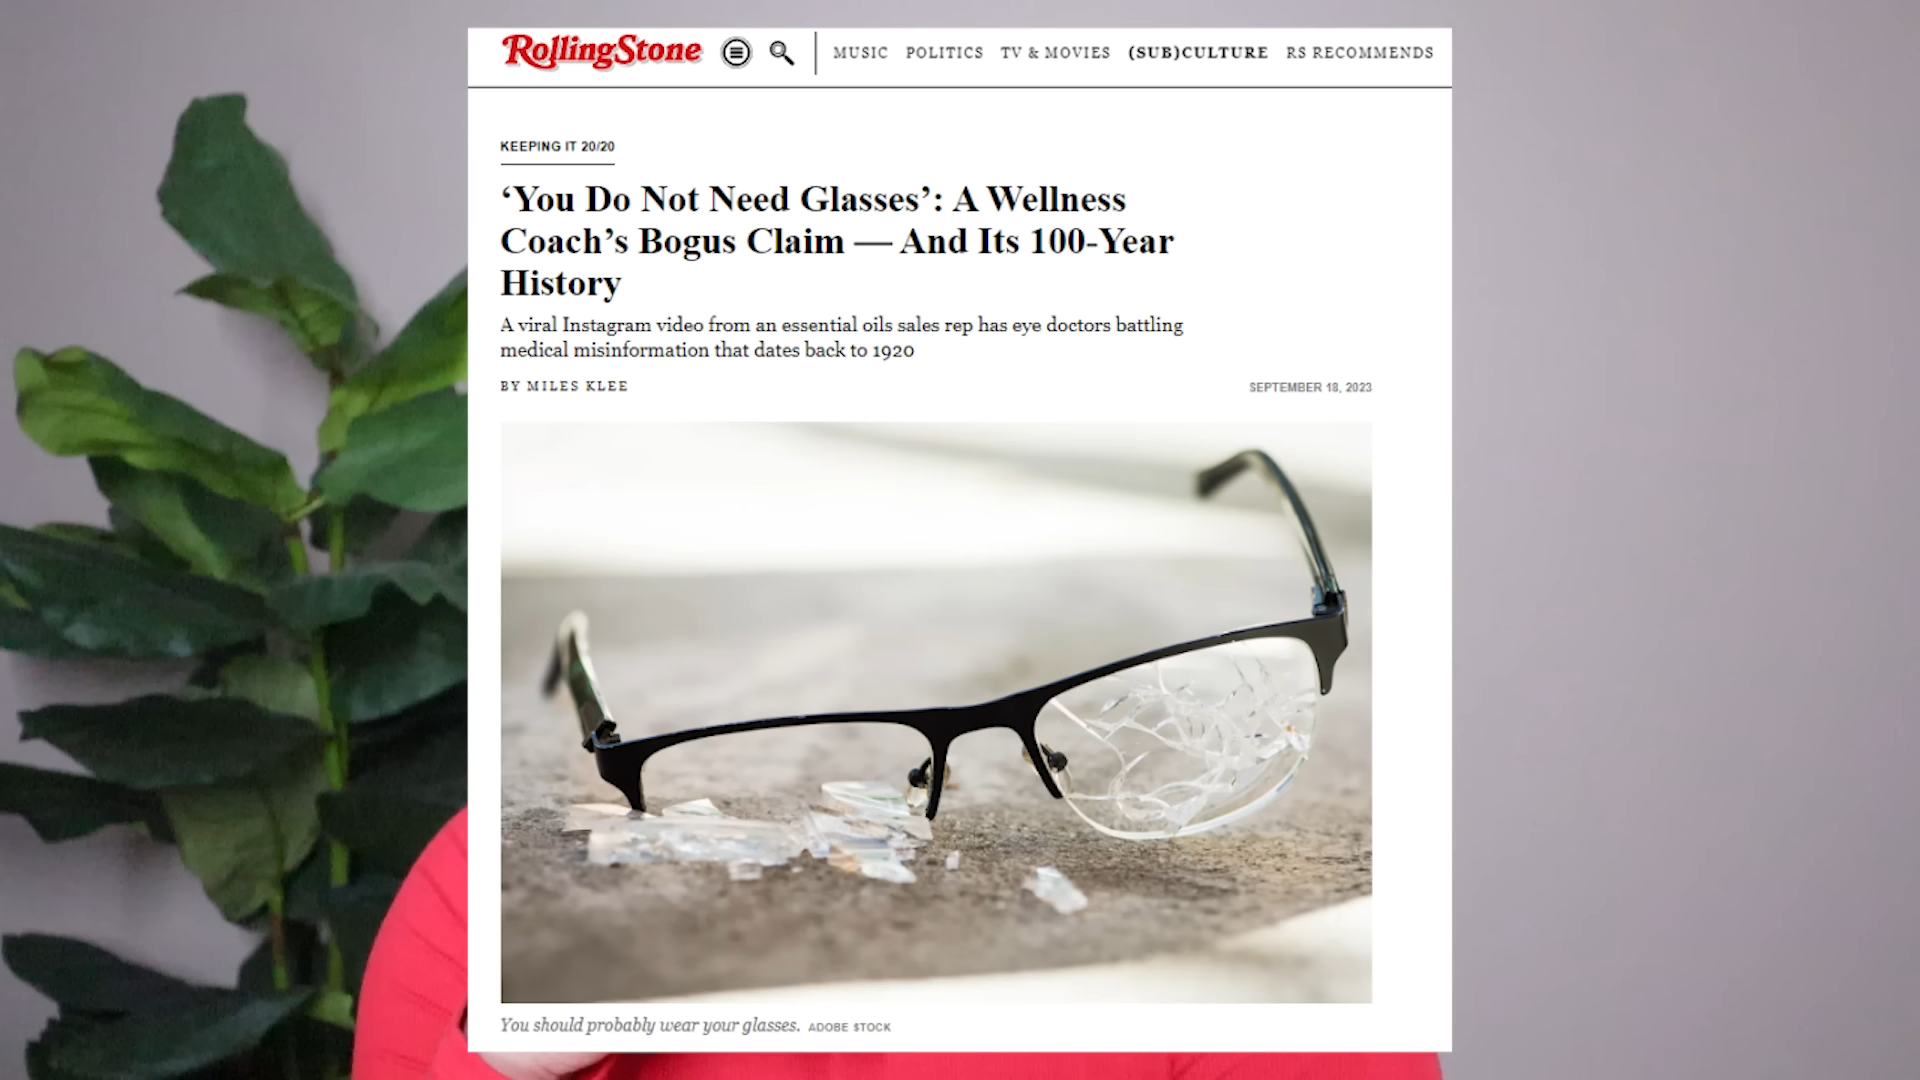 RollingStone MUSIC POLITICS TV & MOVIES (SUB)CULTURE RS RECOMMENDS
KEEPING IT 20/20
‘You Do Not Need Glasses’: A Wellness
Coach’s Bogus Claim — And Its 100-Year
History
A viral Instagram video from an essential oils sales rep has eye doctors battling
medical misinformation that dates back to 1920
BY MILES KLEE SEPTEMBER 18, 2023
You should probably wear your glasses. ADOBE STOCK